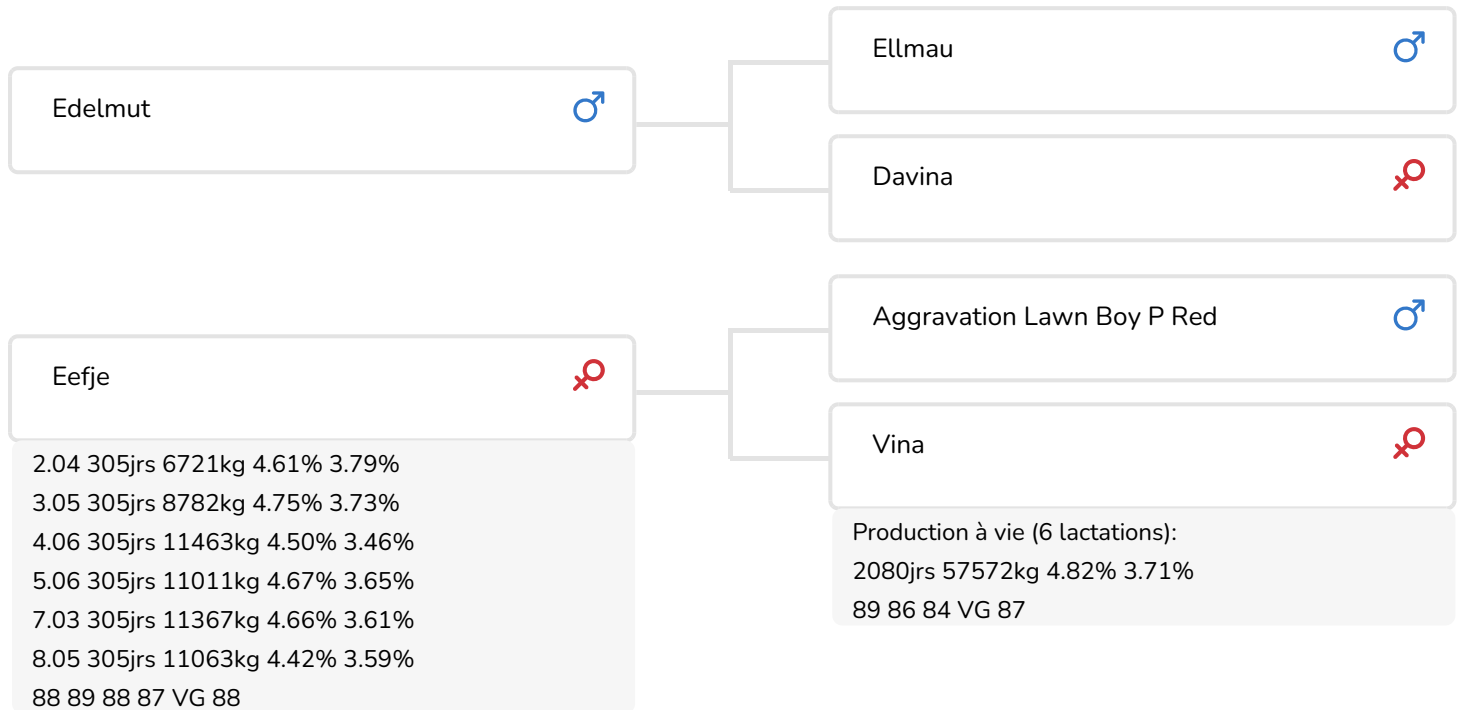 Edelmut
Ellmau
Davina
Eefje
2.04 305jrs 6721kg 4.61% 3.79%
3.05 305jrs 8782kg 4.75% 3.73%
4.06 305jrs 11463kg 4.50% 3.46%
5.06 305jrs 11011kg 4.67% 3.65%
7.03 305jrs 11367kg 4.66% 3.61%
8.05 305jrs 11063kg 4.42% 3.59%
88 89 88 87 VG 88
Aggravation Lawn Boy P Red
Vina
Production à vie (6 lactations):
2080jrs 57572kg 4.82% 3.71%
89 86 84 VG 87